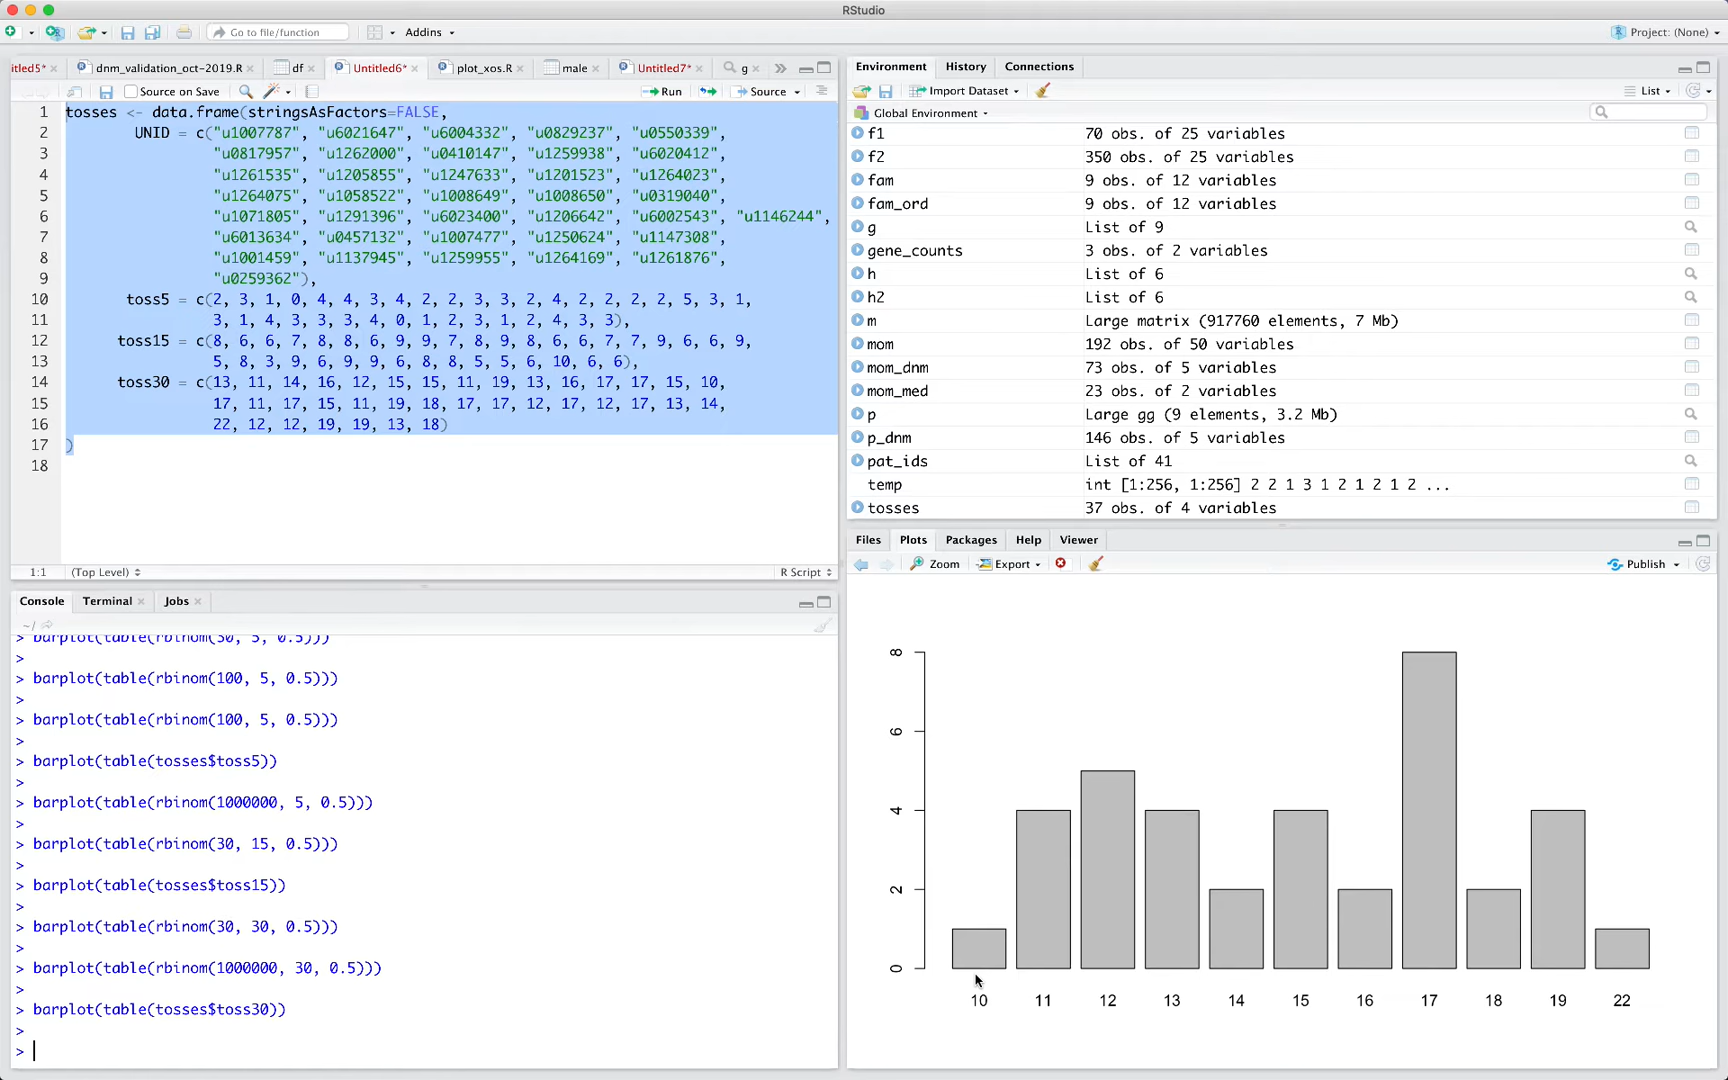 RStudio
Go to file/function
Addins
Project: (None)
itled5*
dnm_validation_oct-2019.R
df
Untitled6*
plot_xos.R
male
Untitled7*
g
Source on Save
Run
Source
1 tosses <- data.frame(stringsAsFactors=FALSE,
2 UNID = c("u1007787", "u6021647", "u6004332", "u0829237", "u0550339",
3 "u0817957", "u1262000", "u0410147", "u1259938", "u6020412",
4 "u1261535", "u1205855", "u1247633", "u1201523", "u1264023",
5 "u1264075", "u1058522", "u1008649", "u1008650", "u0319040",
6 "u1071805", "u1291396", "u6023400", "u1206642", "u6002543", "u1146244",
7 "u6013634", "u0457132", "u1007477", "u1250624", "u1147308",
8 "u1001459", "u1137945", "u1259955", "u1264169", "u1261876",
9 "u0259362"),
10 toss5 = c(2, 3, 1, 0, 4, 4, 3, 4, 2, 2, 3, 3, 2, 4, 2, 2, 2, 2, 5, 3, 1,
11 3, 1, 4, 3, 3, 3, 4, 0, 1, 2, 3, 1, 2, 4, 3, 3),
12 toss15 = c(8, 6, 6, 7, 8, 8, 6, 9, 9, 7, 8, 9, 8, 6, 6, 7, 7, 9, 6, 6, 9,
13 5, 8, 3, 9, 6, 9, 9, 6, 8, 8, 5, 5, 6, 10, 6, 6),
14 toss30 = c(13, 11, 14, 16, 12, 15, 15, 11, 19, 13, 16, 17, 17, 15, 10,
15 17, 11, 17, 15, 11, 19, 18, 17, 17, 12, 17, 12, 17, 13, 14,
16 22, 12, 12, 19, 19, 13, 18)
17 )
18
1:1 (Top Level) R Script
Console Terminal Jobs
~/
> barplot(table(rbinom(30, 5, 0.5)))
>
> barplot(table(rbinom(100, 5, 0.5)))
>
> barplot(table(rbinom(100, 5, 0.5)))
>
> barplot(table(tosses$toss5))
>
> barplot(table(rbinom(1000000, 5, 0.5)))
>
> barplot(table(rbinom(30, 15, 0.5)))
>
> barplot(table(tosses$toss15))
>
> barplot(table(rbinom(30, 30, 0.5)))
>
> barplot(table(rbinom(1000000, 30, 0.5)))
>
> barplot(table(tosses$toss30))
>
>
Environment History Connections
Import Dataset
List
Global Environment
f1 70 obs. of 25 variables
f2 350 obs. of 25 variables
fam 9 obs. of 12 variables
fam_ord 9 obs. of 12 variables
g List of 9
gene_counts 3 obs. of 2 variables
h List of 6
h2 List of 6
m Large matrix (917760 elements, 7 Mb)
mom 192 obs. of 50 variables
mom_dnm 73 obs. of 5 variables
mom_med 23 obs. of 2 variables
p Large gg (9 elements, 3.2 Mb)
p_dnm 146 obs. of 5 variables
pat_ids List of 41
temp int [1:256, 1:256] 2 2 1 3 1 2 1 2 1 2 ...
tosses 37 obs. of 4 variables
Files Plots Packages Help Viewer
Zoom Export Publish
8
6
4
2
0
10 11 12 13 14 15 16 17 18 19 22